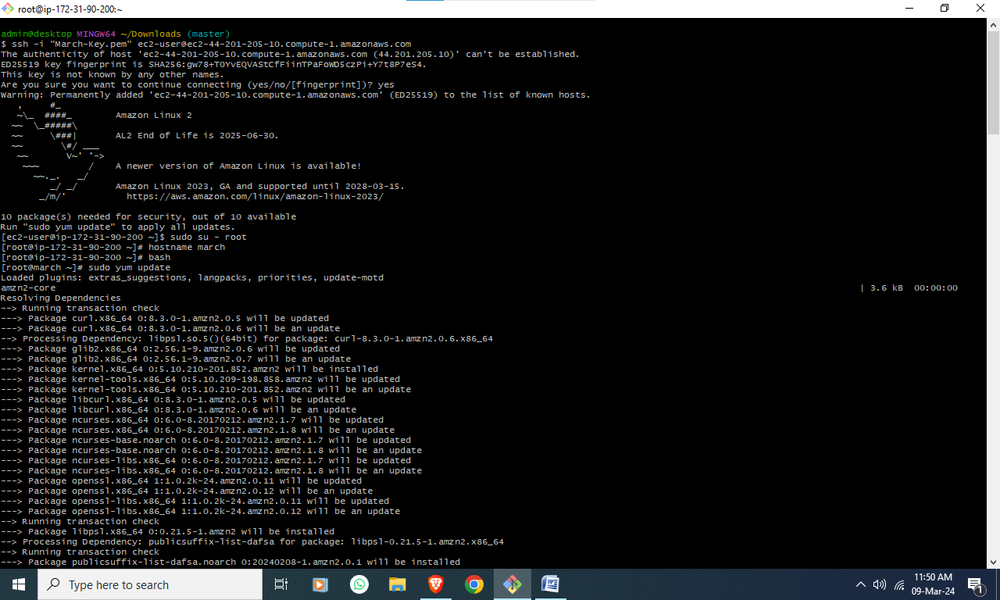 root@ip-172-31-90-200:~
admin@desktop MINGW64 ~/Downloads (master)
$ ssh -i "March-Key.pem" ec2-user@ec2-44-201-205-10.compute-1.amazonaws.com
The authenticity of host 'ec2-44-201-205-10.compute-1.amazonaws.com (44.201.205.10)' can't be established.
ED25519 key fingerprint is SHA256:gw78+T0YvEQVAStCfFiinTPaFoWD5czPi+Y7t8P7eS4.
This key is not known by any other names.
Are you sure you want to continue connecting (yes/no/[fingerprint])? yes
Warning: Permanently added 'ec2-44-201-205-10.compute-1.amazonaws.com' (ED25519) to the list of known hosts.
   ,     #_
   ~\_  ####_        Amazon Linux 2
  ~~  \_#####\
  ~~     \###|       AL2 End of Life is 2025-06-30.
  ~~       \#/ ___
   ~~       V~' '->
    ~~~         /    A newer version of Amazon Linux is available!
      ~~._.   _/
         _/ _/       Amazon Linux 2023, GA and supported until 2028-03-15.
       _/m/'           https://aws.amazon.com/linux/amazon-linux-2023/
10 package(s) needed for security, out of 10 available
Run "sudo yum update" to apply all updates.
[ec2-user@ip-172-31-90-200 ~]$ sudo su - root
[root@ip-172-31-90-200 ~]# hostname march
[root@ip-172-31-90-200 ~]# bash
[root@march ~]# sudo yum update
Loaded plugins: extras_suggestions, langpacks, priorities, update-motd
amzn2-core | 3.6 kB  00:00:00
Resolving Dependencies
--> Running transaction check
---> Package curl.x86_64 0:8.3.0-1.amzn2.0.5 will be updated
---> Package curl.x86_64 0:8.3.0-1.amzn2.0.6 will be an update
--> Processing Dependency: libpsl.so.5()(64bit) for package: curl-8.3.0-1.amzn2.0.6.x86_64
---> Package glib2.x86_64 0:2.56.1-9.amzn2.0.6 will be updated
---> Package glib2.x86_64 0:2.56.1-9.amzn2.0.7 will be an update
---> Package kernel.x86_64 0:5.10.210-201.852.amzn2 will be installed
---> Package kernel-tools.x86_64 0:5.10.209-198.858.amzn2 will be updated
---> Package kernel-tools.x86_64 0:5.10.210-201.852.amzn2 will be an update
---> Package libcurl.x86_64 0:8.3.0-1.amzn2.0.5 will be updated
---> Package libcurl.x86_64 0:8.3.0-1.amzn2.0.6 will be an update
---> Package ncurses.x86_64 0:6.0-8.20170212.amzn2.1.7 will be updated
---> Package ncurses.x86_64 0:6.0-8.20170212.amzn2.1.8 will be an update
---> Package ncurses-base.noarch 0:6.0-8.20170212.amzn2.1.7 will be updated
---> Package ncurses-base.noarch 0:6.0-8.20170212.amzn2.1.8 will be an update
---> Package ncurses-libs.x86_64 0:6.0-8.20170212.amzn2.1.7 will be updated
---> Package ncurses-libs.x86_64 0:6.0-8.20170212.amzn2.1.8 will be an update
---> Package openssl.x86_64 1:1.0.2k-24.amzn2.0.11 will be updated
---> Package openssl.x86_64 1:1.0.2k-24.amzn2.0.12 will be an update
---> Package openssl-libs.x86_64 1:1.0.2k-24.amzn2.0.11 will be updated
---> Package openssl-libs.x86_64 1:1.0.2k-24.amzn2.0.12 will be an update
--> Running transaction check
---> Package libpsl.x86_64 0:0.21.5-1.amzn2 will be installed
--> Processing Dependency: publicsuffix-list-dafsa for package: libpsl-0.21.5-1.amzn2.x86_64
--> Running transaction check
---> Package publicsuffix-list-dafsa.noarch 0:20240208-1.amzn2.0.1 will be installed
Type here to search
11:50 AM
09-Mar-24
1